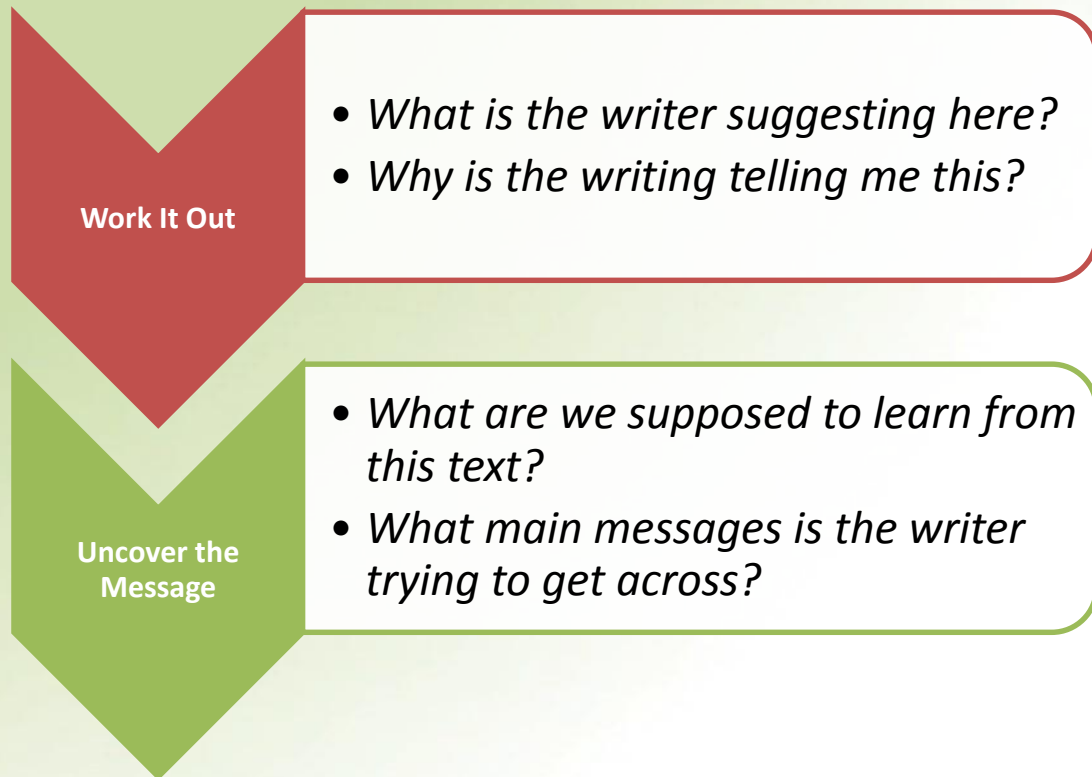 Work It Out
• What is the writer suggesting here?
• Why is the writing telling me this?
Uncover the
Message
• What are we supposed to learn from
this text?
• What main messages is the writer
trying to get across?